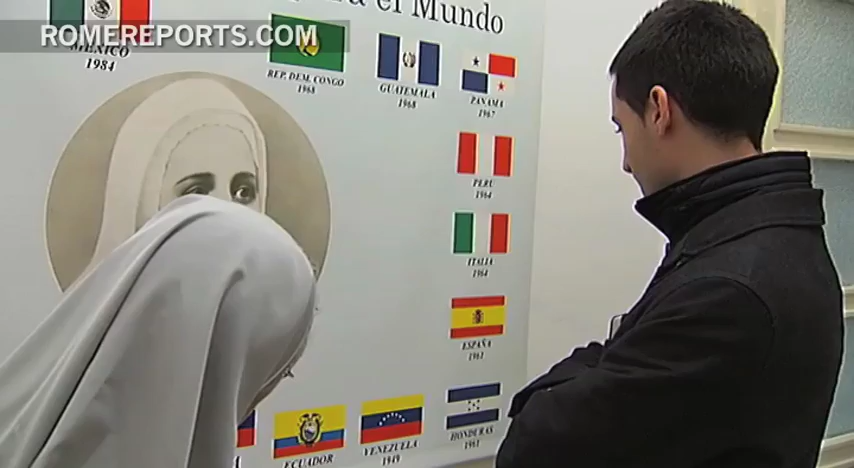 el Mundo
ROMEREPORTS.COM
MEXICO
1984
REP. DEM. CONGO
1968
GUATEMALA
1968
PANAMA
1967
PERU
1964
ITALIA
1964
ESPAÑA
1961
HONDURAS
1961
VENEZUELA
1949
ECUADOR